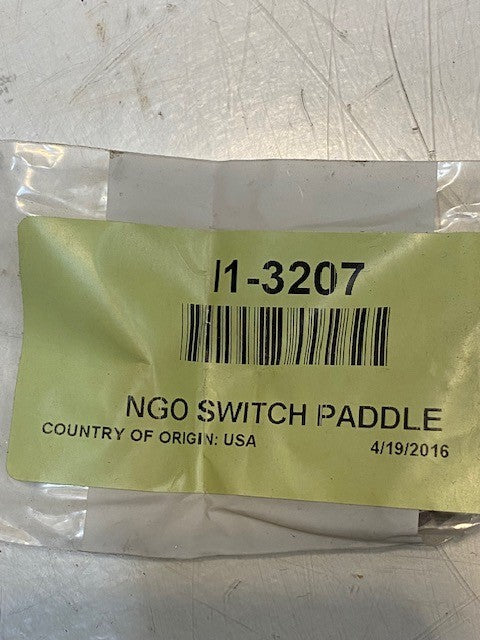 I1-3207
NGO SWITCH PADDLE
COUNTRY OF ORIGIN: USA
4/19/2016